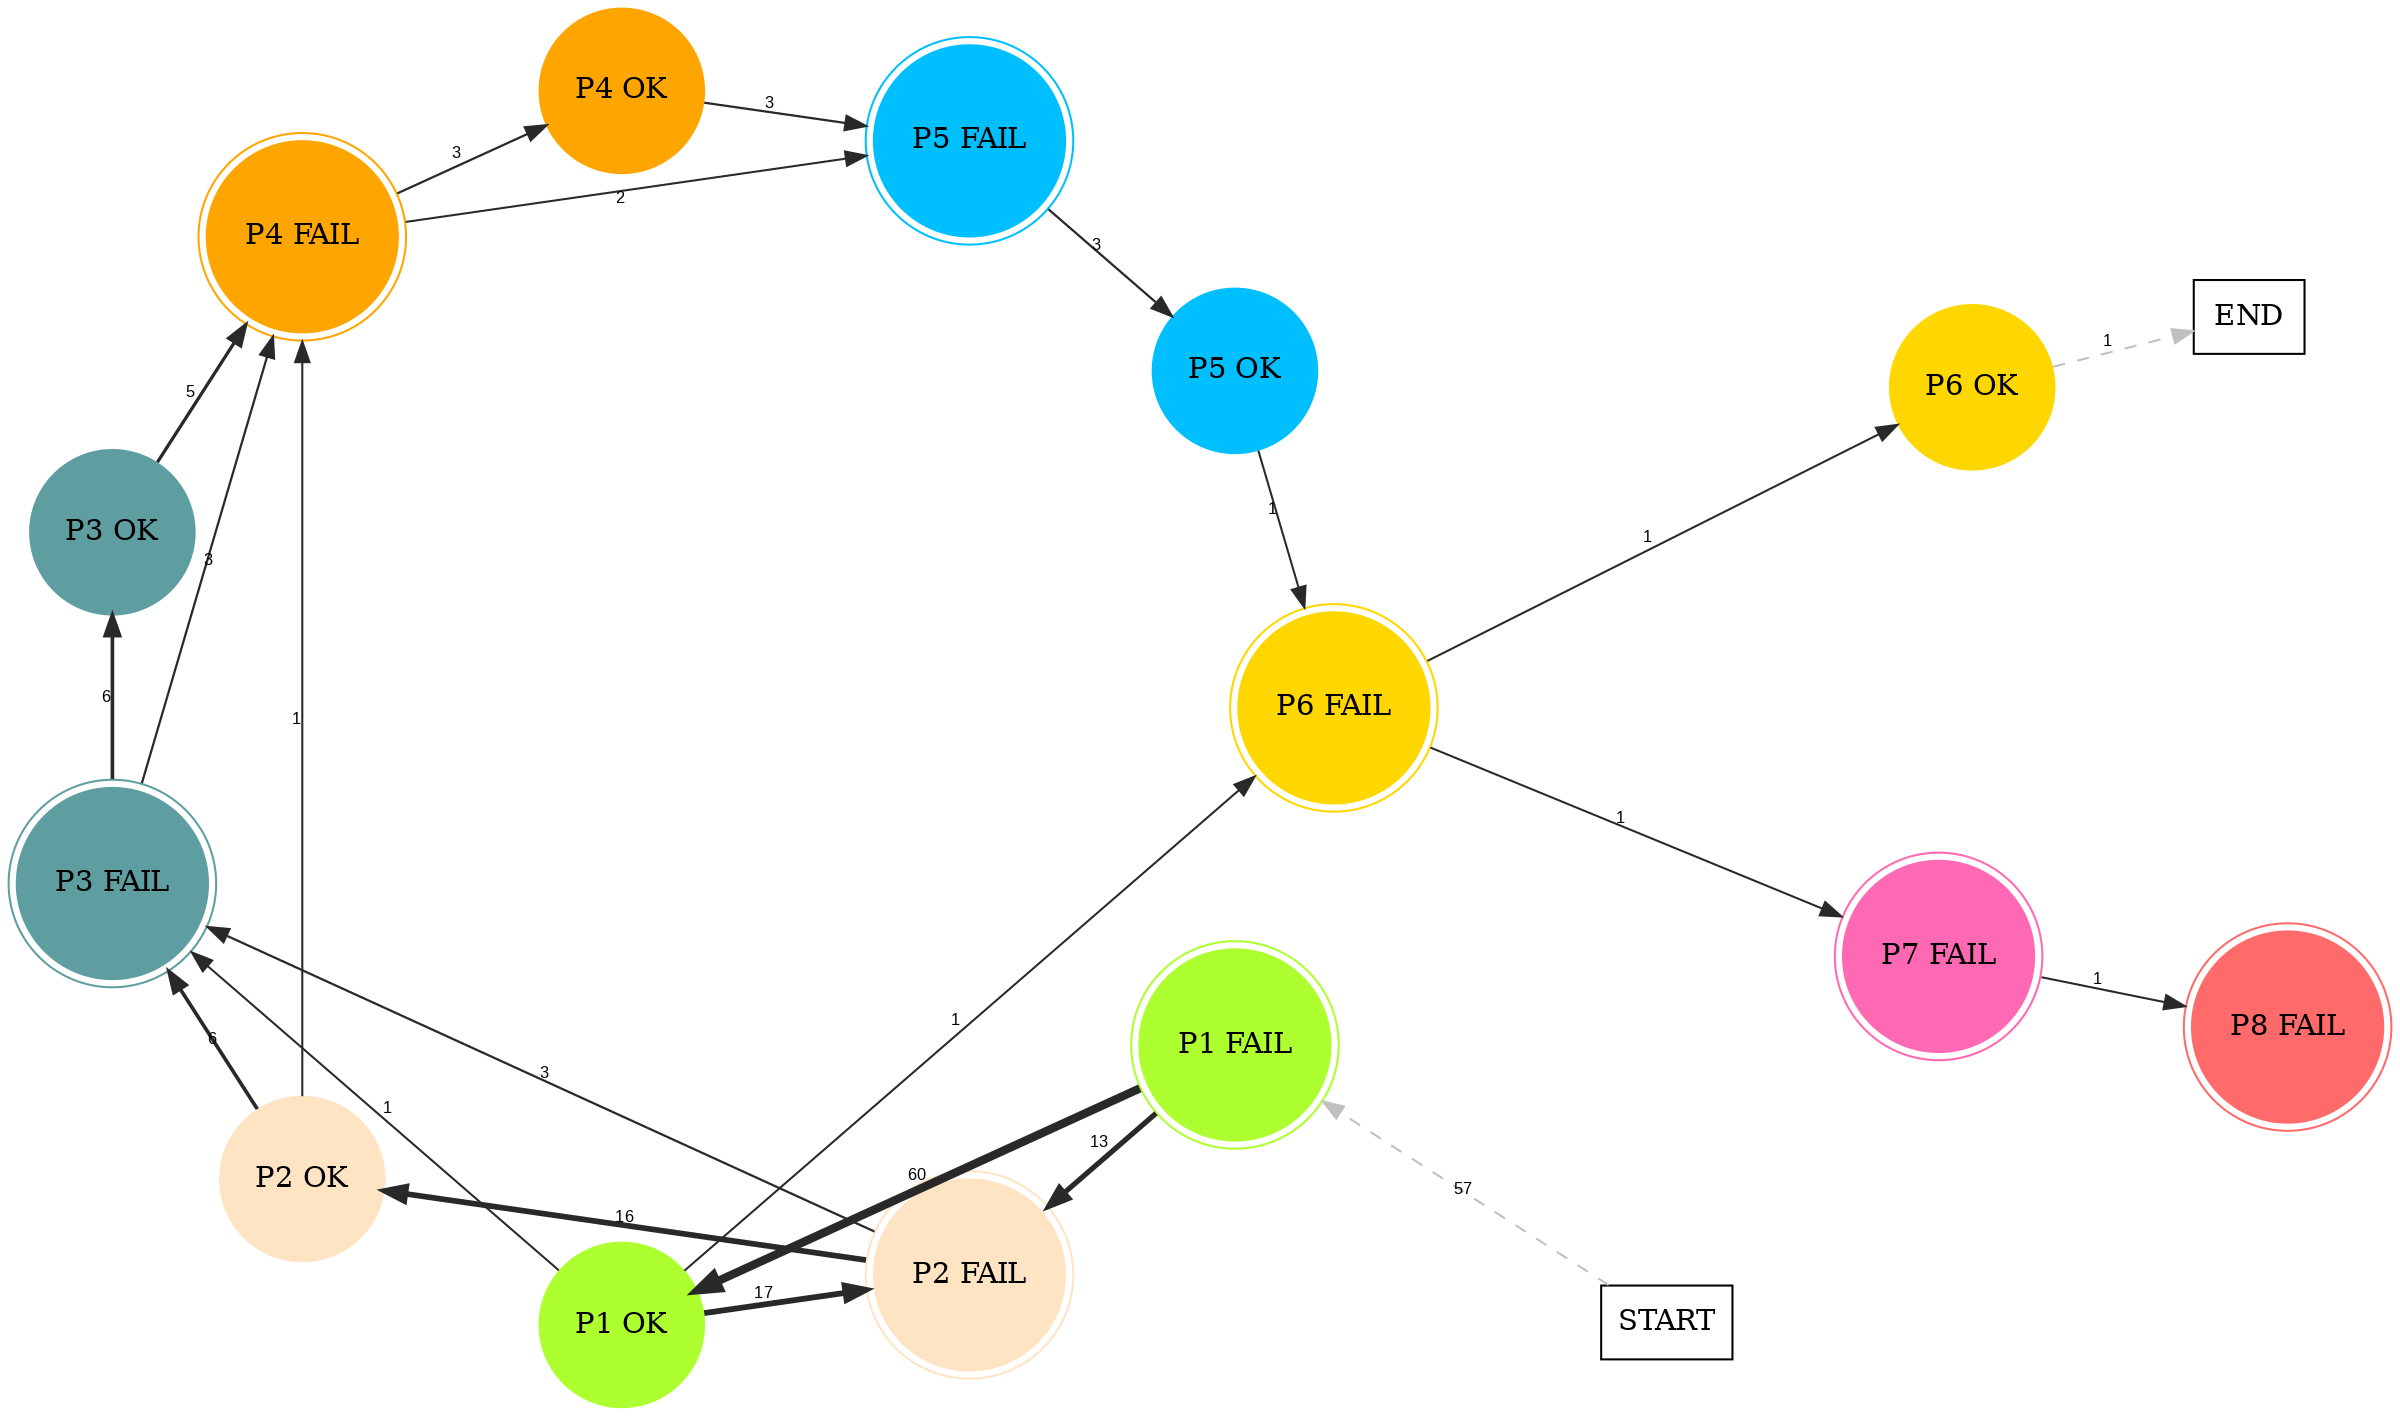 P4 OK
3
P5 FAIL
3
2
P4 FAIL
3
END
1
P5 OK
P6 OK
5
1
P3 OK
1
3
6
1
P6 FAIL
1
P3 FAIL
P7 FAIL
1
1
P8 FAIL
6
P1 FAIL
3
1
13
60
57
P2 OK
16
P2 FAIL
17
P1 OK
START